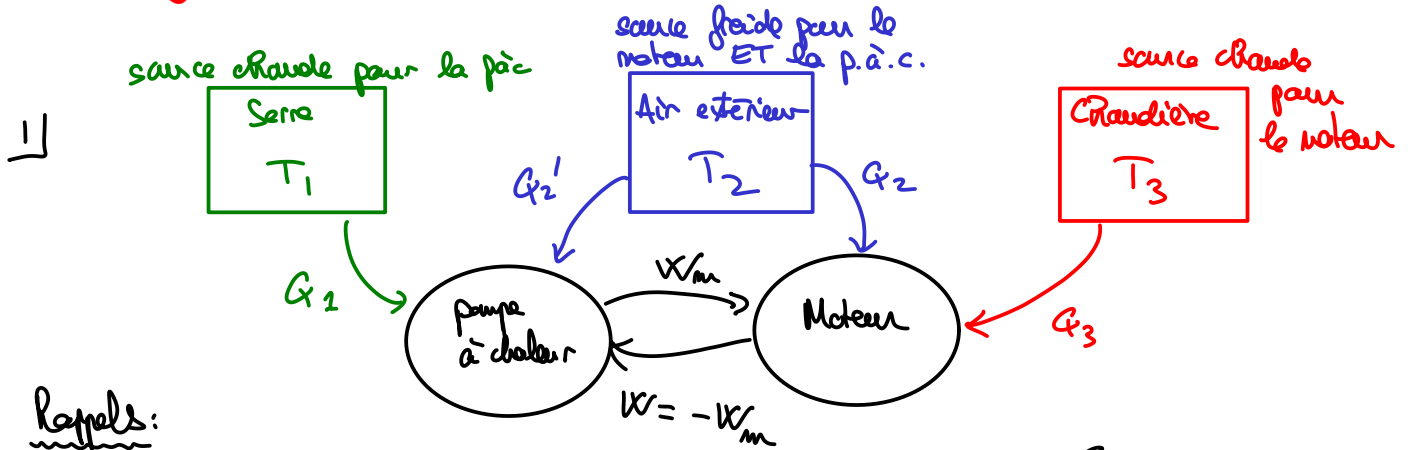 source froide pour le
moteur ET la p.à.c.
source chaude pour la pàc
source chaude
pour
le moteur
1
Serre
T1
Air extérieur
T2
Chaudière
T3
Q2'
Q2
Q1
Wm
Q3
pompe
à chaleur
Moteur
W = -Wm
Rappels: